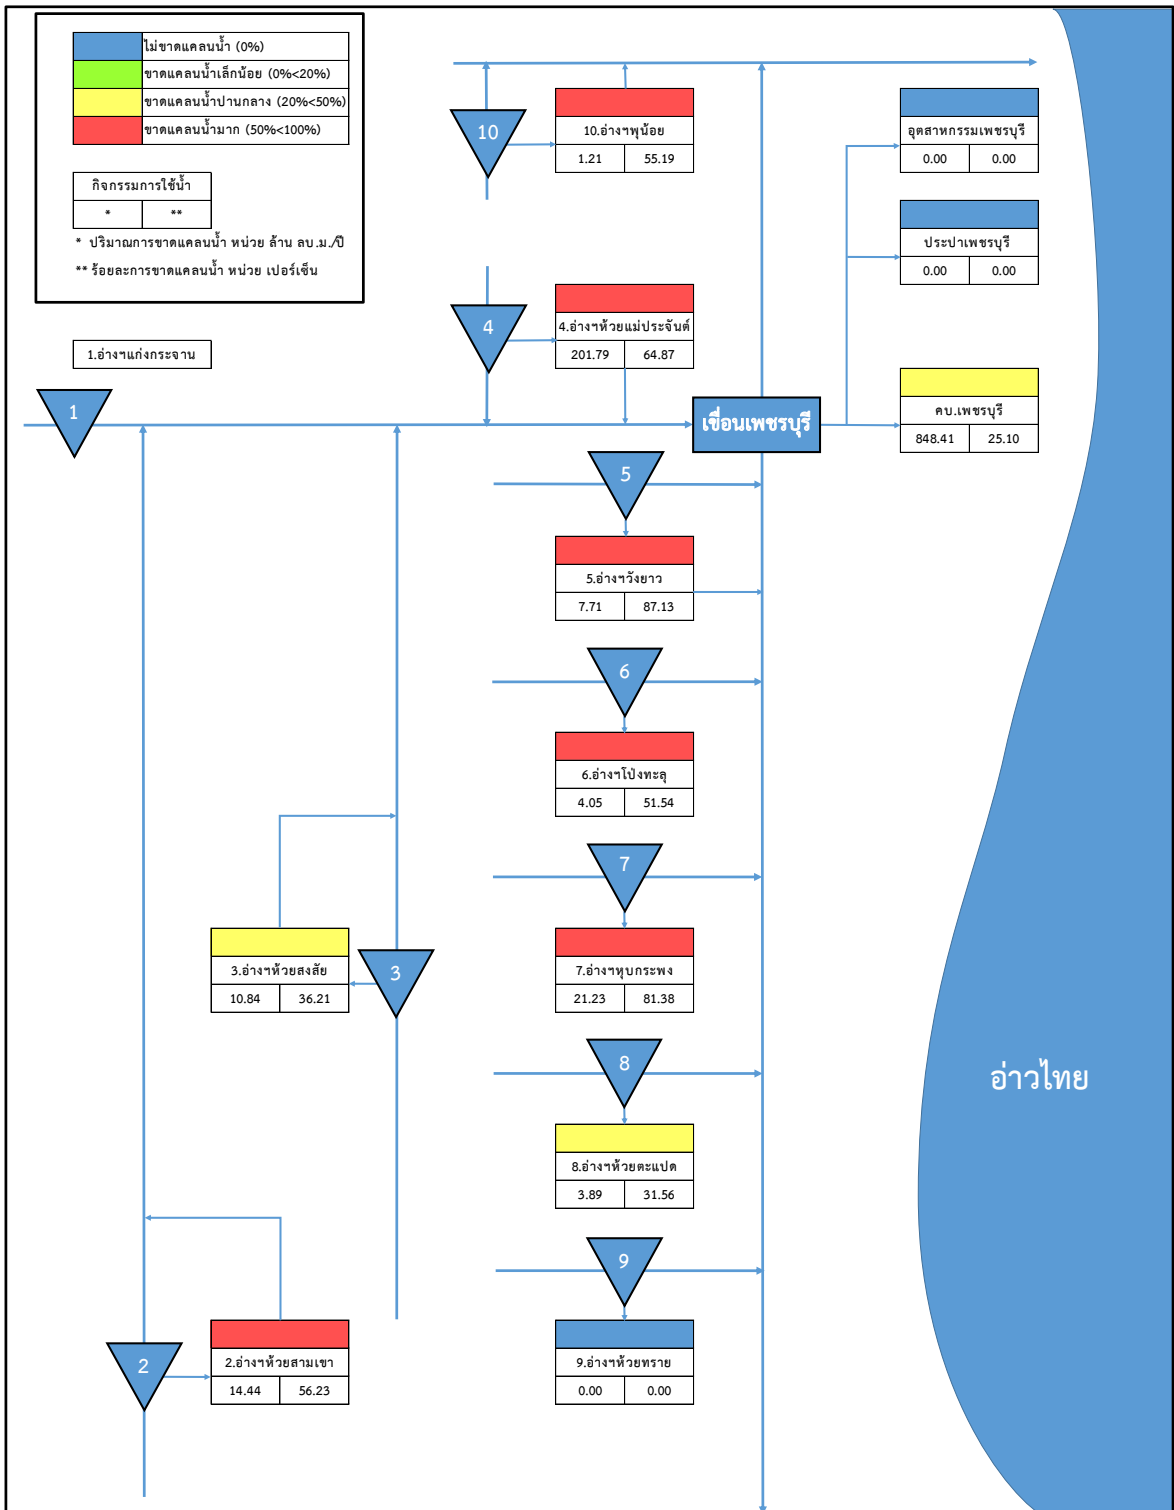 ไม่ขาดแคลนน้ำ (0%)
ขาดแคลนน้ำเล็กน้อย (0%<20%)
ขาดแคลนน้ำปานกลาง (20%<50%)
ขาดแคลนน้ำมาก (50%<100%)
กิจกรรมการใช้น้ำ
* **
* ปริมาณการขาดแคลนน้ำ หน่วย ล้าน ลบ.ม./ปี
** ร้อยละการขาดแคลนน้ำ หน่วย เปอร์เซ็น
10
10.อ่างฯพุน้อย
1.21 55.19
อุตสาหกรรมเพชรบุรี
0.00 0.00
ประปาเพชรบุรี
0.00 0.00
4
4.อ่างฯห้วยแม่ประจันต์
201.79 64.87
1.อ่างฯแก่งกระจาน
1
เขื่อนเพชรบุรี
คบ.เพชรบุรี
848.41 25.10
5
5.อ่างฯวังยาว
7.71 87.13
6
6.อ่างฯโป่งทะลุ
4.05 51.54
7
7.อ่างฯหุบกระพง
21.23 81.38
3.อ่างฯห้วยสงสัย
10.84 36.21
3
8
8.อ่างฯห้วยตะแปด
3.89 31.56
อ่าวไทย
9
9.อ่างฯห้วยทราย
0.00 0.00
2
2.อ่างฯห้วยสามเขา
14.44 56.23